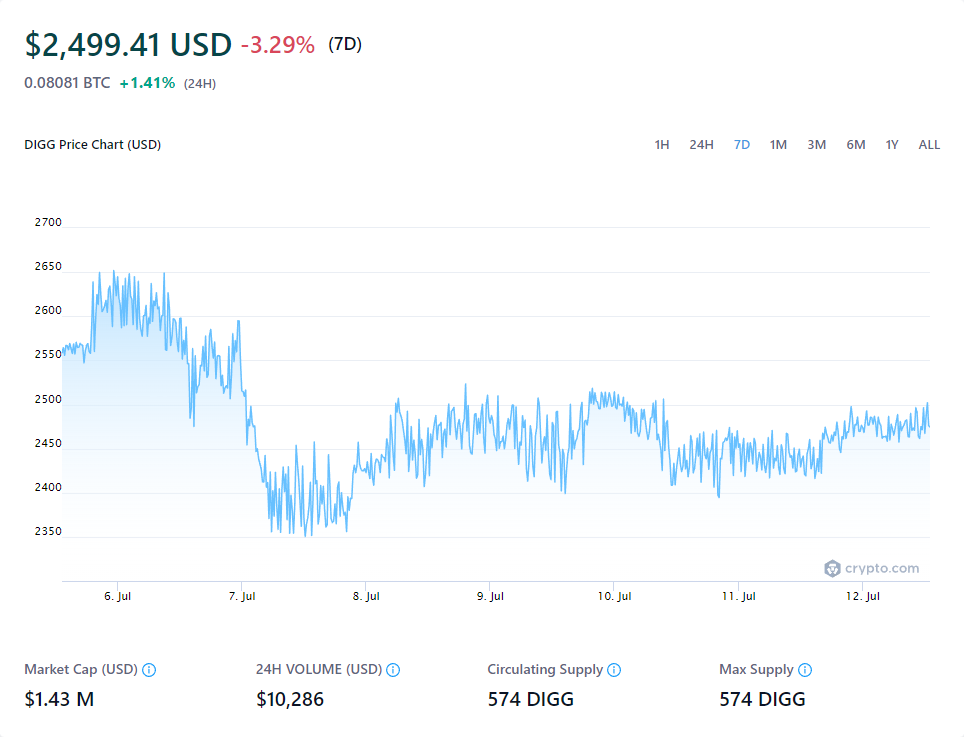 $2,499.41 USD -3.29% (7D)
0.08081 BTC +1.41% (24H)
DIGG Price Chart (USD) 1H 24H 7D 1M 3M 6M 1Y ALL
2700
2650
2600
2550
2500
2450
2400
2350
crypto.com
6. Jul 7. Jul 8. Jul 9. Jul 10. Jul 11. Jul 12. Jul
Market Cap (USD) 24H VOLUME (USD) Circulating Supply Max Supply
$1.43 M $10,286 574 DIGG 574 DIGG